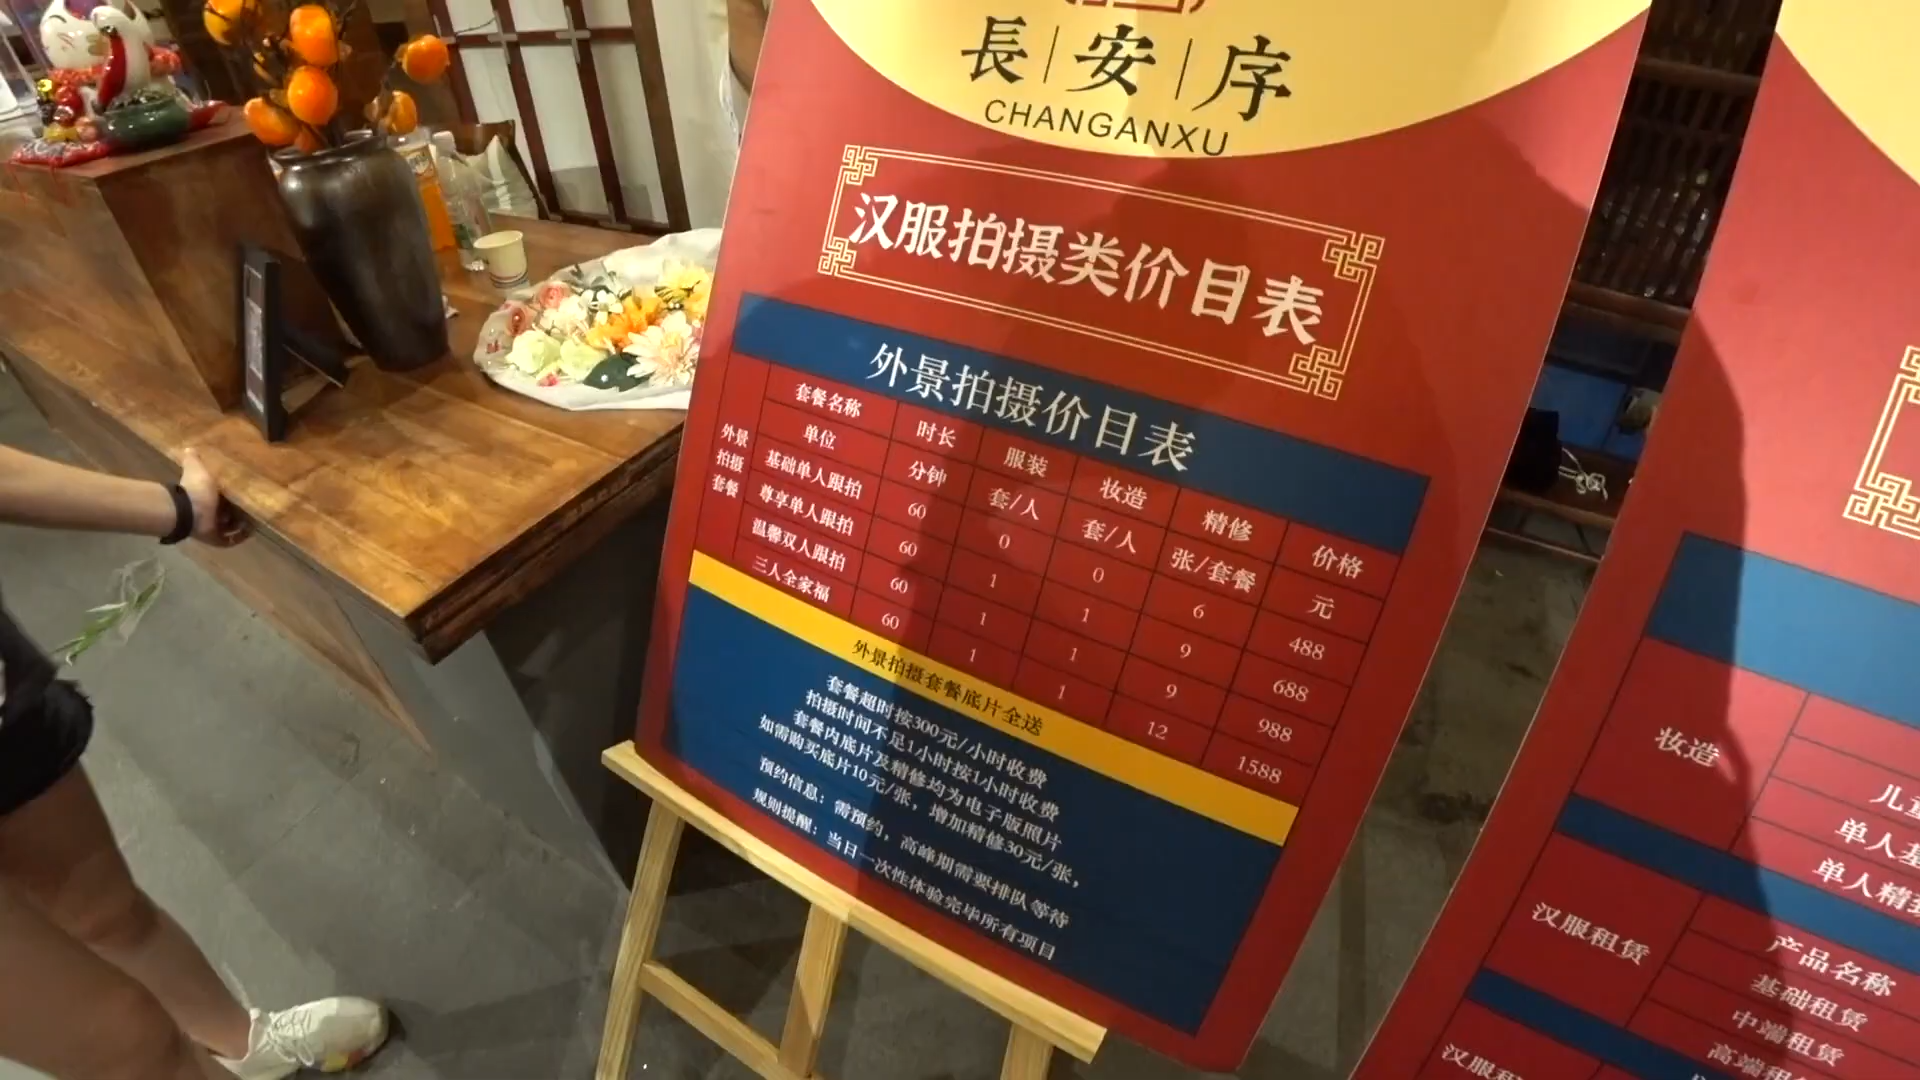 長安序
CHANGANXU
汉服拍摄类价目表
外景拍摄价目表
外景拍摄套餐
套餐名称 时长 服装 妆造 精修 价格
单位 分钟 套/人 套/人 张/套餐 元
基础单人跟拍 60 0 0 6 488
尊享单人跟拍 60 1 1 9 688
温馨双人跟拍 60 1 1 9 988
三人全家福 60 1 1 12 1588
外景拍摄套餐底片全送
套餐超时按300元/小时收费
拍摄时间不足1小时按1小时收费
套餐内底片及精修均为电子版照片
如需购买底片10元/张，增加精修30元/张，
预约信息：需预约，高峰期需要排队等待
规则提醒：当日一次性体验完毕所有项目
妆造
单人
单人精
汉服租赁
产品名称
基础租赁
中端租赁
高端租
汉服租